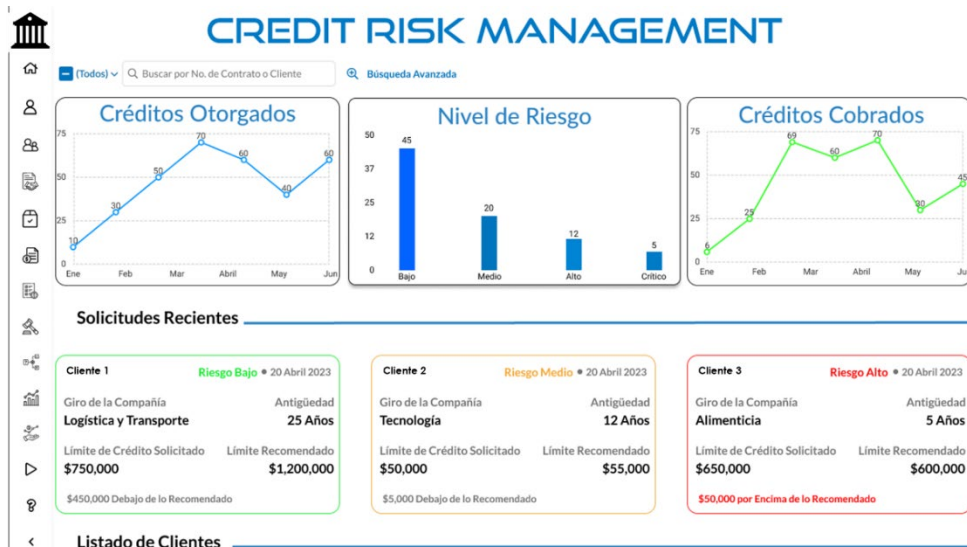 CREDIT RISK MANAGEMENT
(Todos) Buscar por No. de Contrato o Cliente Búsqueda Avanzada
Créditos Otorgados
75
50
25
0
10
30
50
70
60
40
60
Ene Feb Mar Abril May Jun
Nivel de Riesgo
50
37
25
12
0
45
20
12
5
Bajo Medio Alto Crítico
Créditos Cobrados
75
50
25
0
6
25
69
60
70
30
45
Ene Feb Mar Abril May Ju
Solicitudes Recientes
Cliente 1 Riesgo Bajo • 20 Abril 2023
Giro de la Compañía Antigüedad
Logística y Transporte 25 Años
Límite de Crédito Solicitado Límite Recomendado
$750,000 $1,200,000
$450,000 Debajo de lo Recomendado
Cliente 2 Riesgo Medio • 20 Abril 2023
Giro de la Compañía Antigüedad
Tecnología 12 Años
Límite de Crédito Solicitado Límite Recomendado
$50,000 $55,000
$5,000 Debajo de lo Recomendado
Cliente 3 Riesgo Alto • 20 Abril 2023
Giro de la Compañía Antigüedad
Alimenticia 5 Años
Límite de Crédito Solicitado Límite Recomendado
$650,000 $600,000
$50,000 por Encima de lo Recomendado
Listado de Clientes